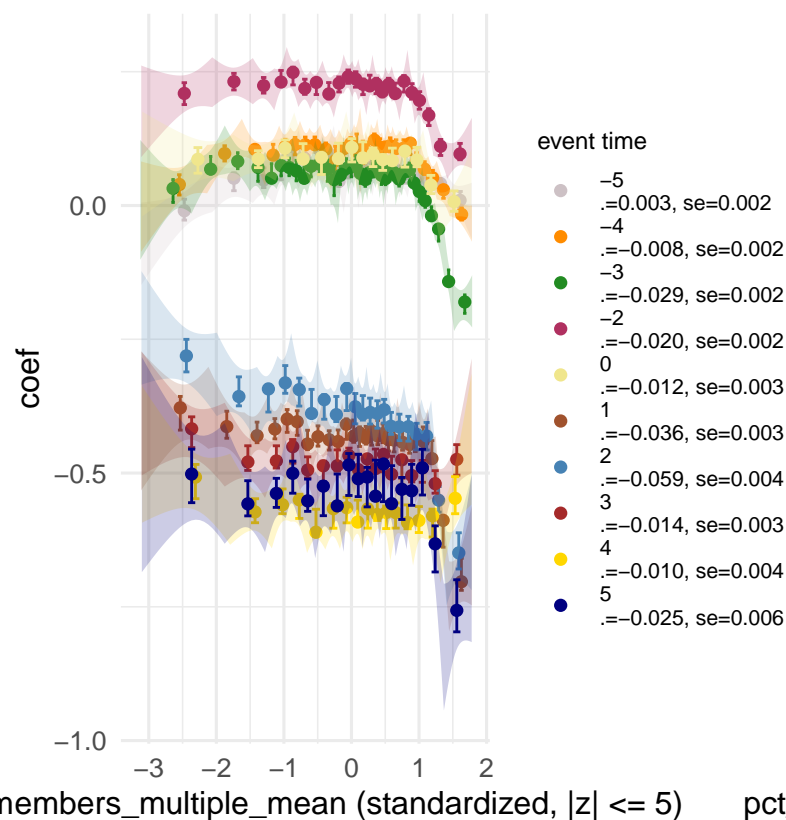 event time
−5
.=0.003, se=0.002
−4
.=−0.008, se=0.002
−3
.=−0.029, se=0.002
−2
.=−0.020, se=0.002
0
.=−0.012, se=0.003
1
.=−0.036, se=0.003
2
.=−0.059, se=0.004
3
.=−0.014, se=0.003
4
.=−0.010, se=0.004
5
.=−0.025, se=0.006
coef
0.0
−0.5
−1.0
−3 −2 −1 0 1 2
members_multiple_mean (standardized, |z| <= 5) pct